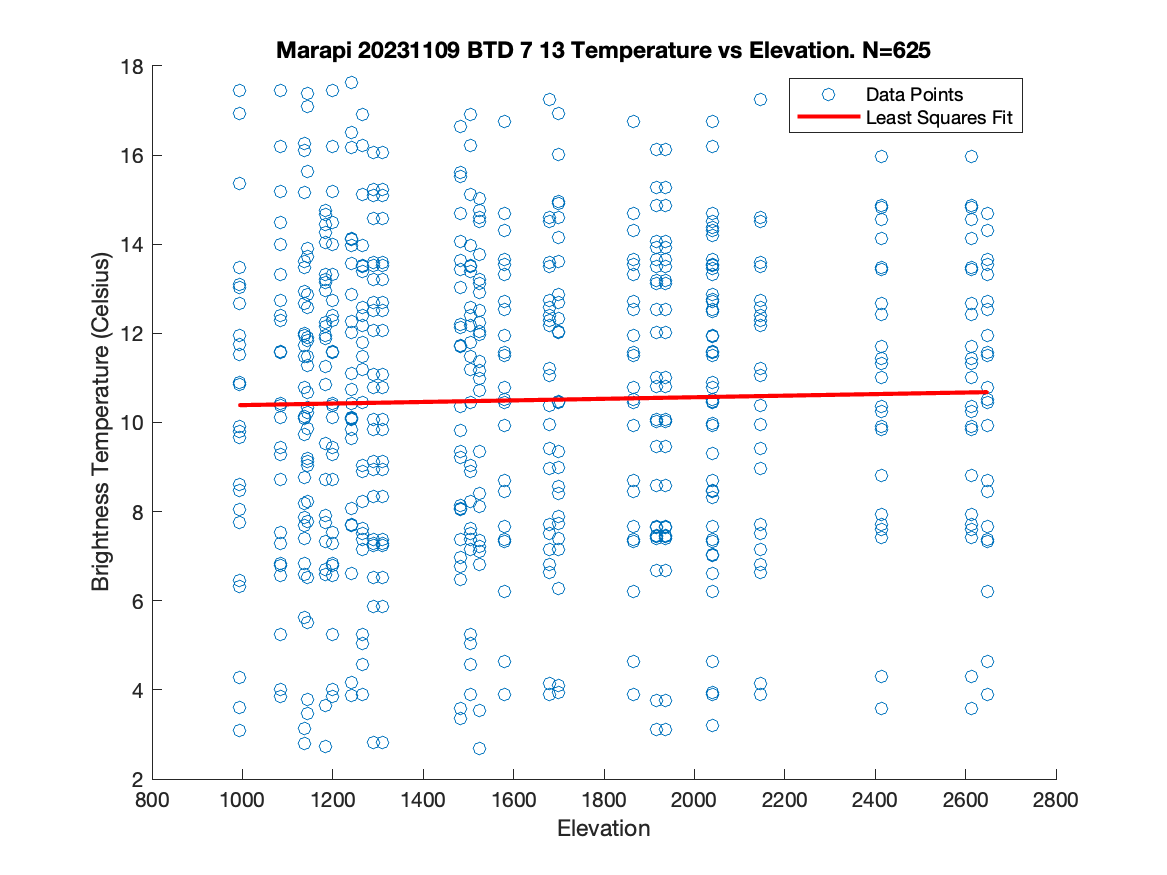 Marapi 20231109 BTD 7 13 Temperature vs Elevation. N=625
Data Points
Least Squares Fit
18
16
14
12
10
8
6
4
2
Brightness Temperature (Celsius)
800 1000 1200 1400 1600 1800 2000 2200 2400 2600 2800
Elevation